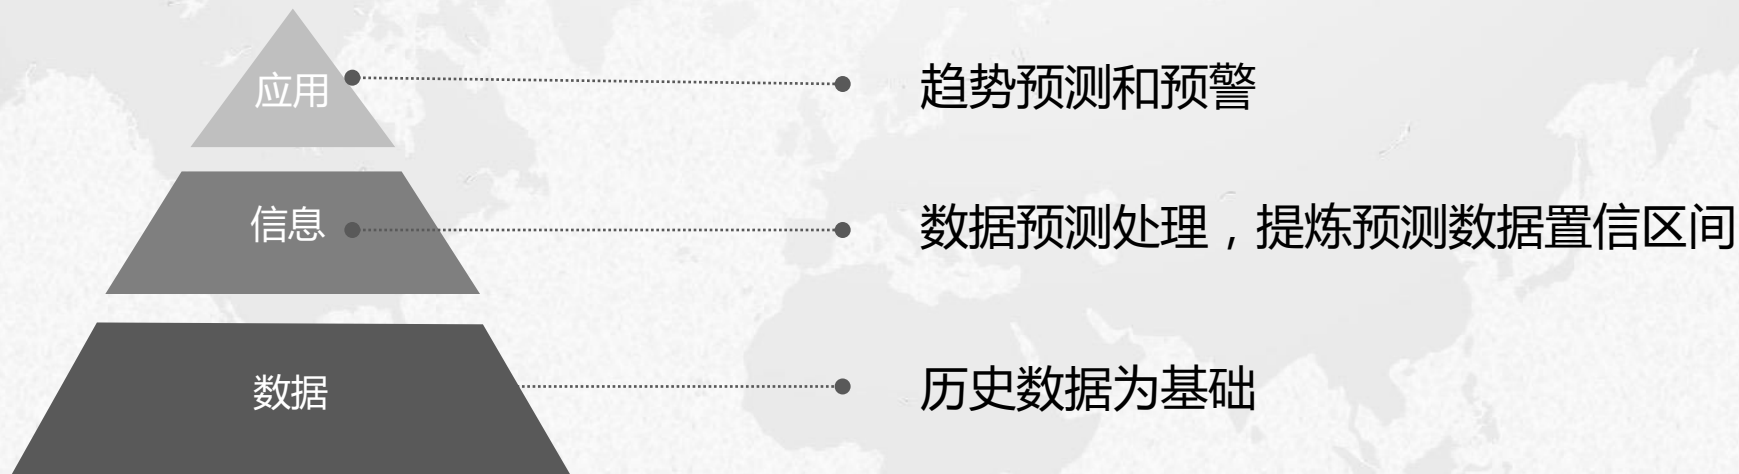 应用
趋势预测和预警
信息
数据预测处理，提炼预测数据置信区间
数据
历史数据为基础